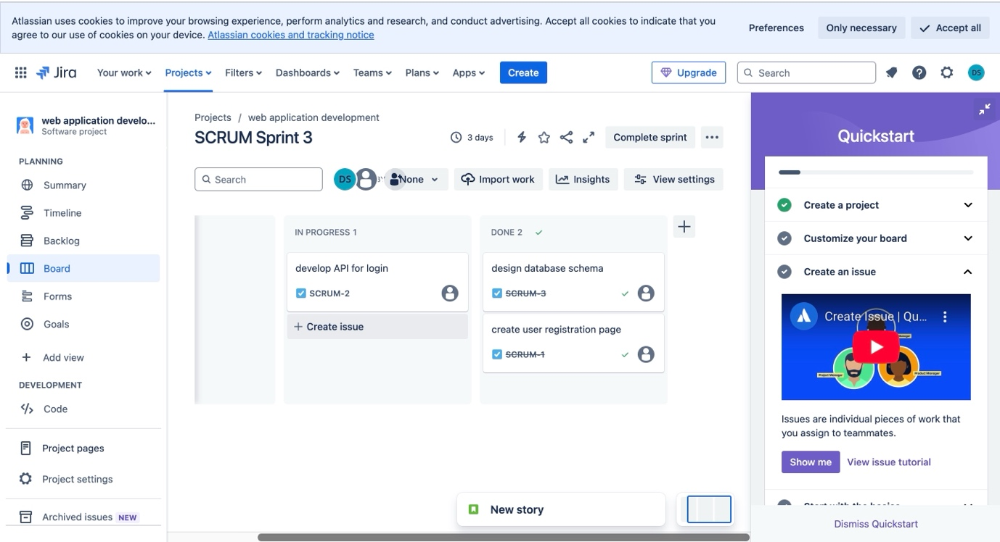 Atlassian uses cookies to improve your browsing experience, perform analytics and research, and conduct advertising. Accept all cookies to indicate that you
agree to our use of cookies on your device. Atlassian cookies and tracking notice
Preferences
Only necessary
Accept all
Jira
Your work
Projects
Filters
Dashboards
Teams
Plans
Apps
Create
Upgrade
Search
DS
web application develo...
Software project
PLANNING
Summary
Timeline
Backlog
Board
Forms
Goals
Add view
DEVELOPMENT
Code
Project pages
Project settings
Archived issues NEW
Projects / web application development
SCRUM Sprint 3
3 days
Complete sprint
Search
DS
None
Import work
Insights
View settings
IN PROGRESS 1
develop API for login
SCRUM-2
+ Create issue
DONE 2
design database schema
SCRUM-3
create user registration page
SCRUM-1
New story
Quickstart
Create a project
Customize your board
Create an issue
Create Issue | Qu...
Project Manager
Product Manager
Issues are individual pieces of work that
you assign to teammates.
Show me
View issue tutorial
Start with the basics
Dismiss Quickstart